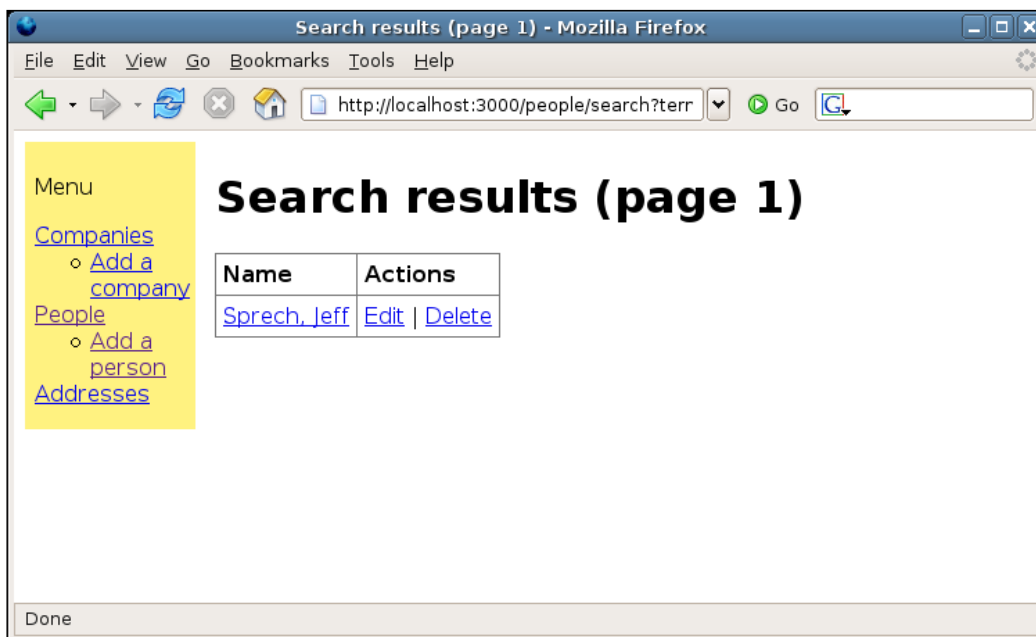 Search results (page 1) - Mozilla Firefox
File Edit View Go Bookmarks Tools Help
http://localhost:3000/people/search?terr Go G
Menu
Search results (page 1)
Companies
Add a
company
People
Add a
person
Addresses
Name Actions
Sprech, Jeff Edit | Delete
Done